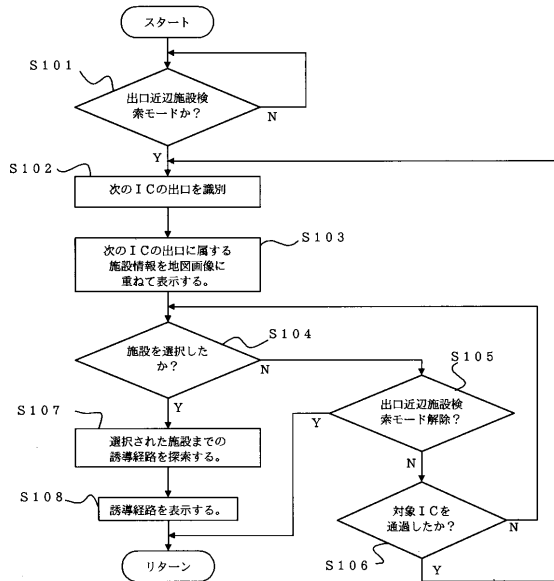 スタート
S101
出口近辺施設検
索モードか?
N
Y
S102
次のICの出口を識別
S103
次のICの出口に属する
施設情報を地図画像に
重ねて表示する。
S104
施設を選択した
か?
N
Y
S105
出口近辺施設検
索モード解除?
Y
N
S107
選択された施設までの
誘導経路を探索する。
S108
誘導経路を表示する。
対象ICを
通過したか?
N
S106
Y
リターン